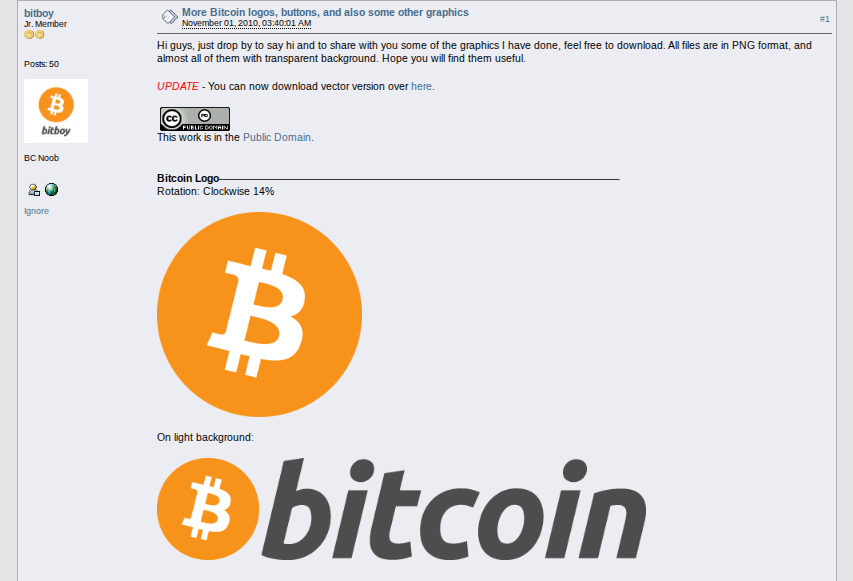 bitboy
Jr. Member
Posts: 50
bitboy
BC Noob
Ignore
More Bitcoin logos, buttons, and also some other graphics
November 01, 2010, 03:40:01 AM
#1
Hi guys, just drop by to say hi and to share with you some of the graphics I have done, feel free to download. All files are in PNG format, and
almost all of them with transparent background. Hope you will find them useful.
UPDATE - You can now download vector version over here.
cc PD
PUBLIC DOMAIN
This work is in the Public Domain.
Bitcoin Logo
Rotation: Clockwise 14%
On light background:
bitcoin